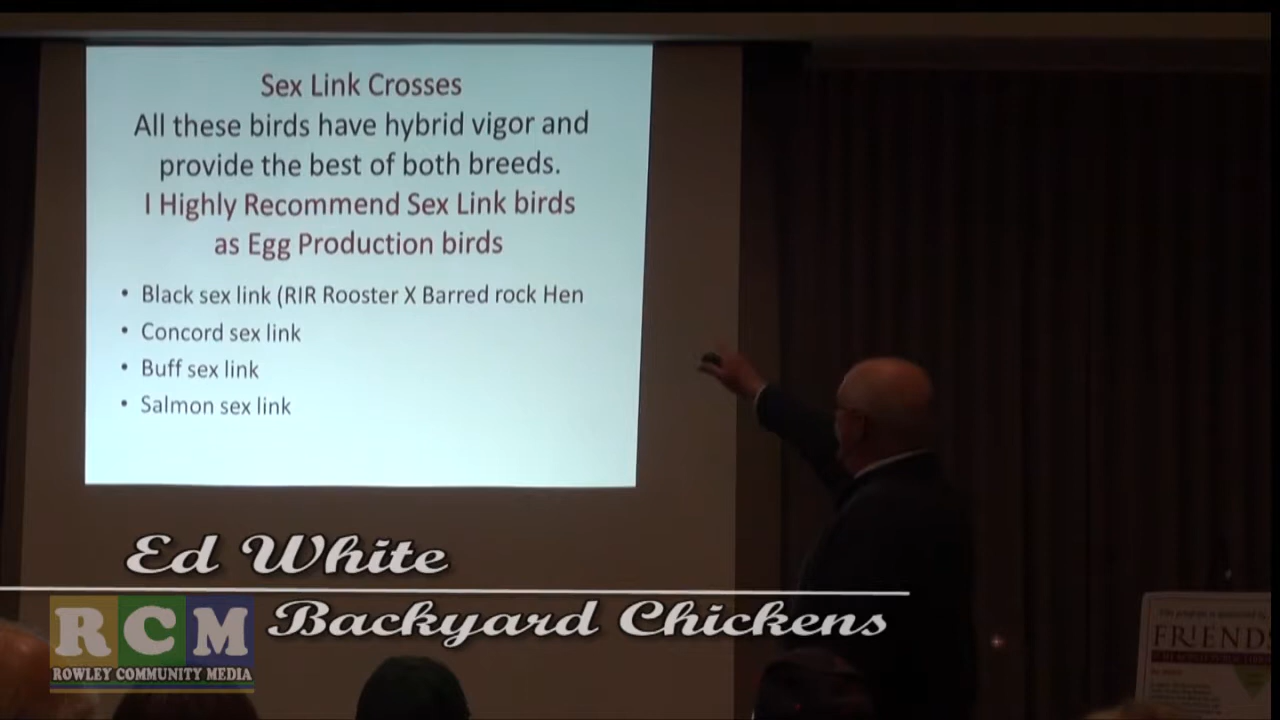 Sex Link Crosses
All these birds have hybrid vigor and
provide the best of both breeds.
I Highly Recommend Sex Link birds
as Egg Production birds
• Black sex link (RIR Rooster X Barred rock Hen
• Concord sex link
• Buff sex link
• Salmon sex link
Ed White
Backyard Chickens
RCM
ROWLEY COMMUNITY MEDIA
FRIENDS